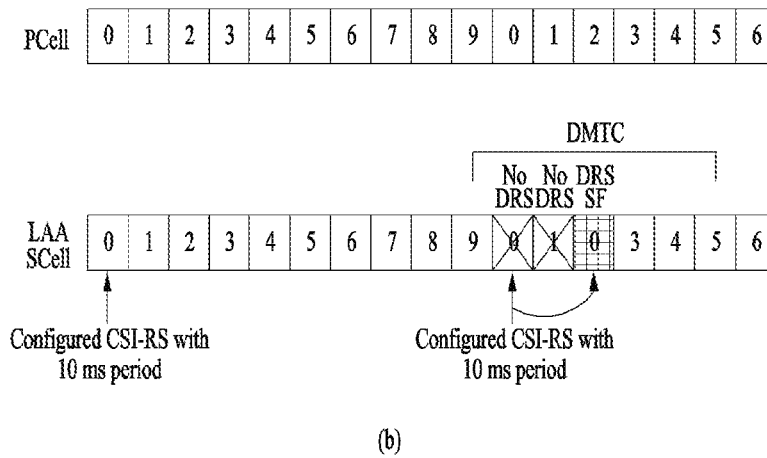 PCell 0 1 2 3 4 5 6 7 8 9 0 1 2 3 4 5 6
DMTC
No No DRS
DRS DRS SF
LAA
SCell 0 1 2 3 4 5 6 7 8 9 0 1 0 3 4 5 6
Configured CSI-RS with
10 ms period
Configured CSI-RS with
10 ms period
(b)